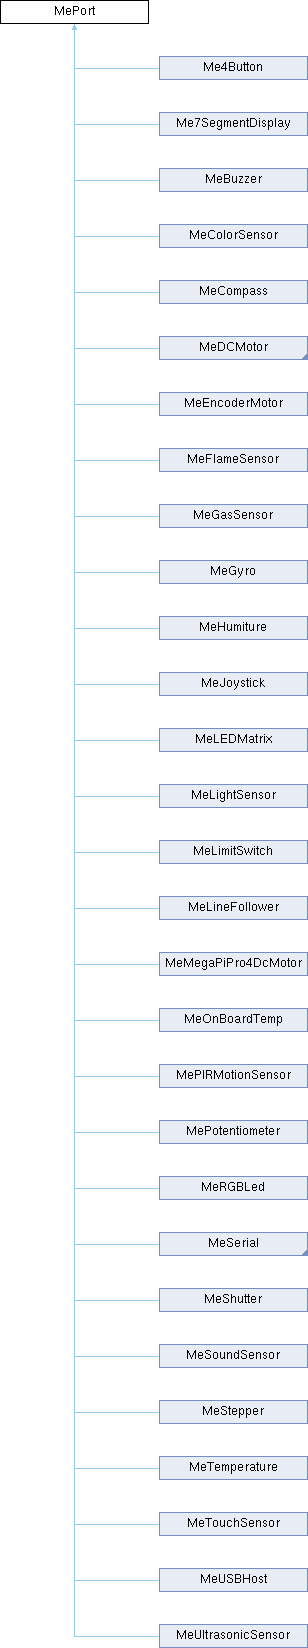 MePort
Me4Button
Me7SegmentDisplay
MeBuzzer
MeColorSensor
MeCompass
MeDCMotor
MeEncoderMotor
MeFlameSensor
MeGasSensor
MeGyro
MeHumiture
MeJoystick
MeLEDMatrix
MeLightSensor
MeLimitSwitch
MeLineFollower
MeMegaPiPro4DcMotor
MeOnBoardTemp
MePIRMotionSensor
MePotentiometer
MeRGBLed
MeSerial
MeShutter
MeSoundSensor
MeStepper
MeTemperature
MeTouchSensor
MeUSBHost
MeUltrasonicSensor